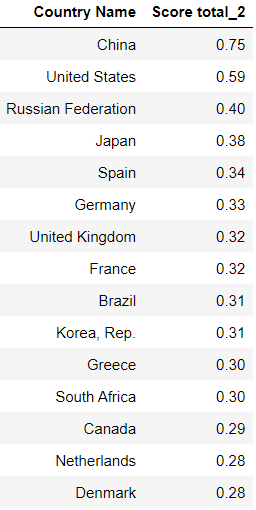 Country Name Score total_2
China 0.75
United States 0.59
Russian Federation 0.40
Japan 0.38
Spain 0.34
Germany 0.33
United Kingdom 0.32
France 0.32
Brazil 0.31
Korea, Rep. 0.31
Greece 0.30
South Africa 0.30
Canada 0.29
Netherlands 0.28
Denmark 0.28